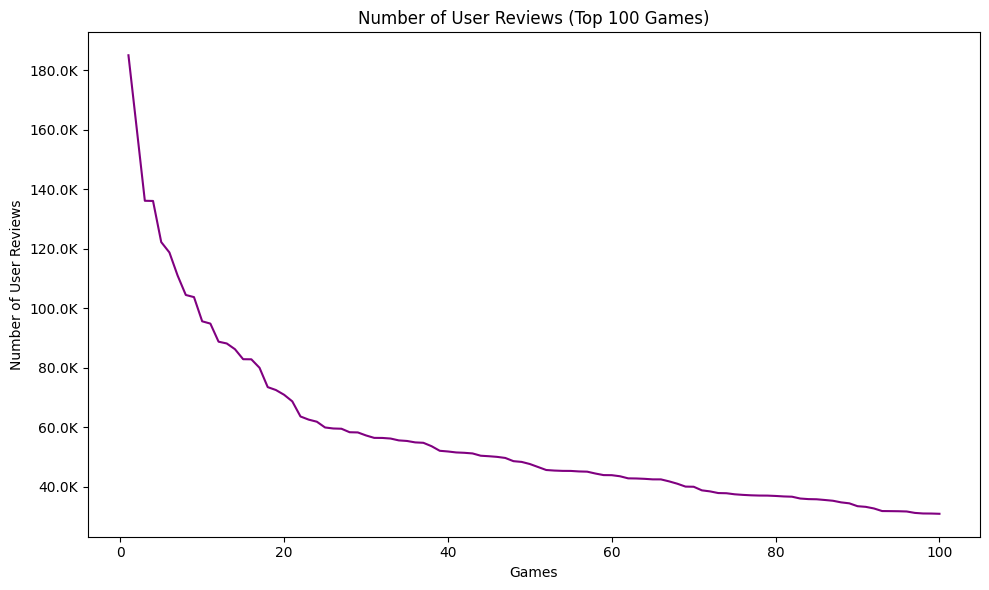 Number of User Reviews (Top 100 Games)
Number of User Reviews
180.0K
160.0K
140.0K
120.0K
100.0K
80.0K
60.0K
40.0K
0
20
40
60
80
100
Games